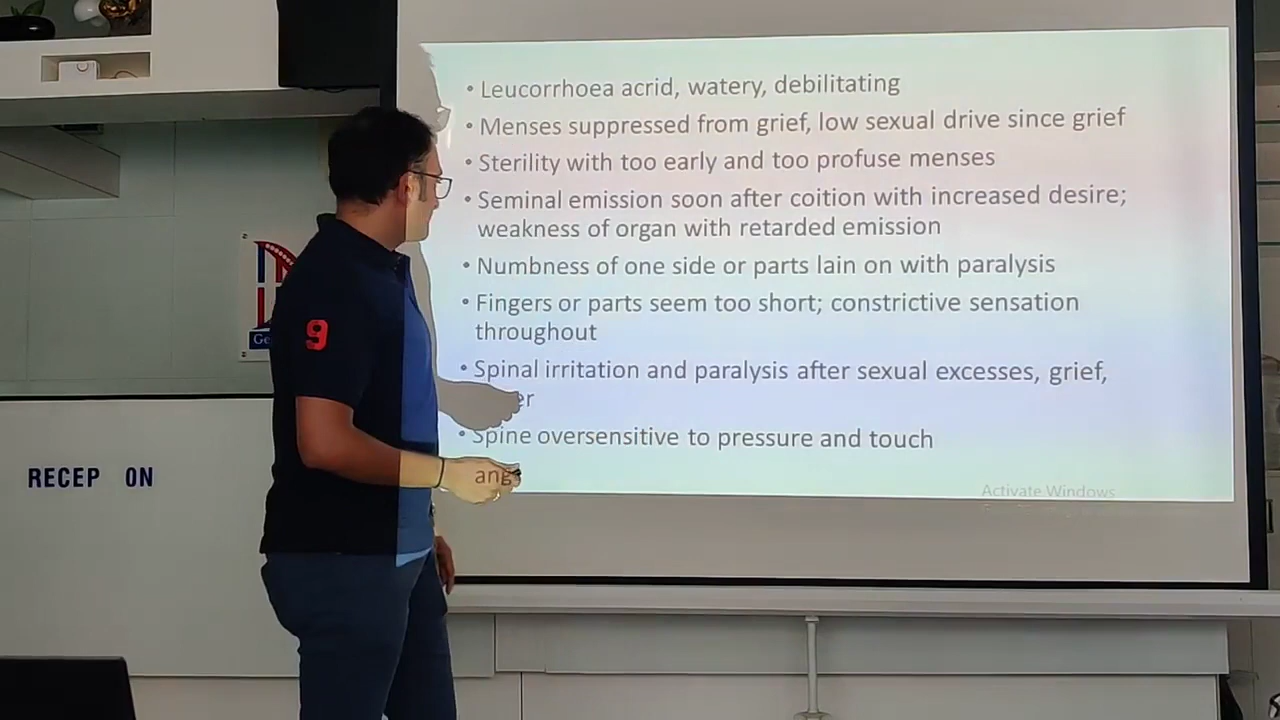 • Leucorrhoea acrid, watery, debilitating
• Menses suppressed from grief, low sexual drive since grief
• Sterility with too early and too profuse menses
• Seminal emission soon after coition with increased desire;
weakness of organ with retarded emission
• Numbness of one side or parts lain on with paralysis
• Fingers or parts seem too short; constrictive sensation
throughout
• Spinal irritation and paralysis after sexual excesses, grief,
er
• Spine oversensitive to pressure and touch
ang
Activate Windows
9
Ge
RECEP ON